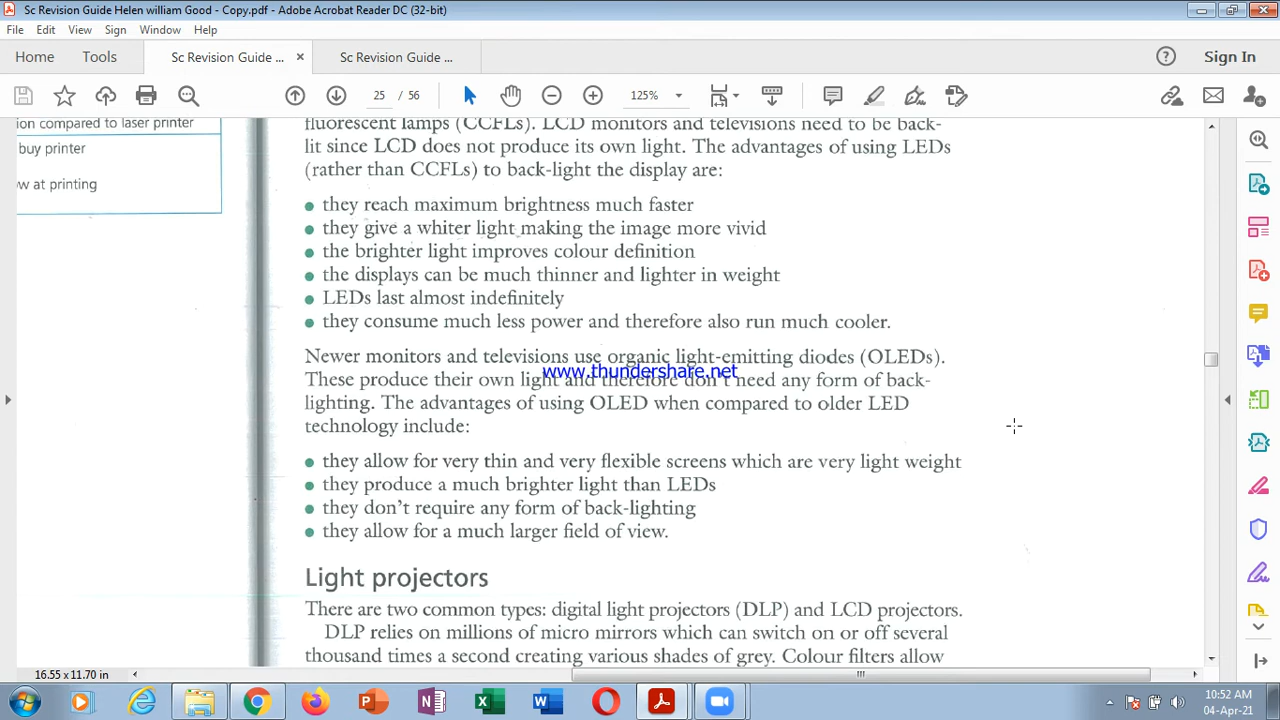 Sc Revision Guide Helen william Good - Copy.pdf - Adobe Acrobat Reader DC (32-bit)
File Edit View Sign Window Help
Home Tools Sc Revision Guide ... × Sc Revision Guide ... Sign In
25 / 56 125%
ion compared to laser printer
buy printer
w at printing
fluorescent lamps (CCFLs). LCD monitors and televisions need to be back-
lit since LCD does not produce its own light. The advantages of using LEDs
(rather than CCFLs) to back-light the display are:
• they reach maximum brightness much faster
• they give a whiter light making the image more vivid
• the brighter light improves colour definition
• the displays can be much thinner and lighter in weight
• LEDs last almost indefinitely
• they consume much less power and therefore also run much cooler.
Newer monitors and televisions use organic light-emitting diodes (OLEDs).
www.thundershare.net
These produce their own light and therefore don't need any form of back-
lighting. The advantages of using OLED when compared to older LED
technology include:
• they allow for very thin and very flexible screens which are very light weight
• they produce a much brighter light than LEDs
• they don't require any form of back-lighting
• they allow for a much larger field of view.
Light projectors
There are two common types: digital light projectors (DLP) and LCD projectors.
DLP relies on millions of micro mirrors which can switch on or off several
thousand times a second creating various shades of grey. Colour filters allow
16.55 x 11.70 in
10:52 AM
04-Apr-21